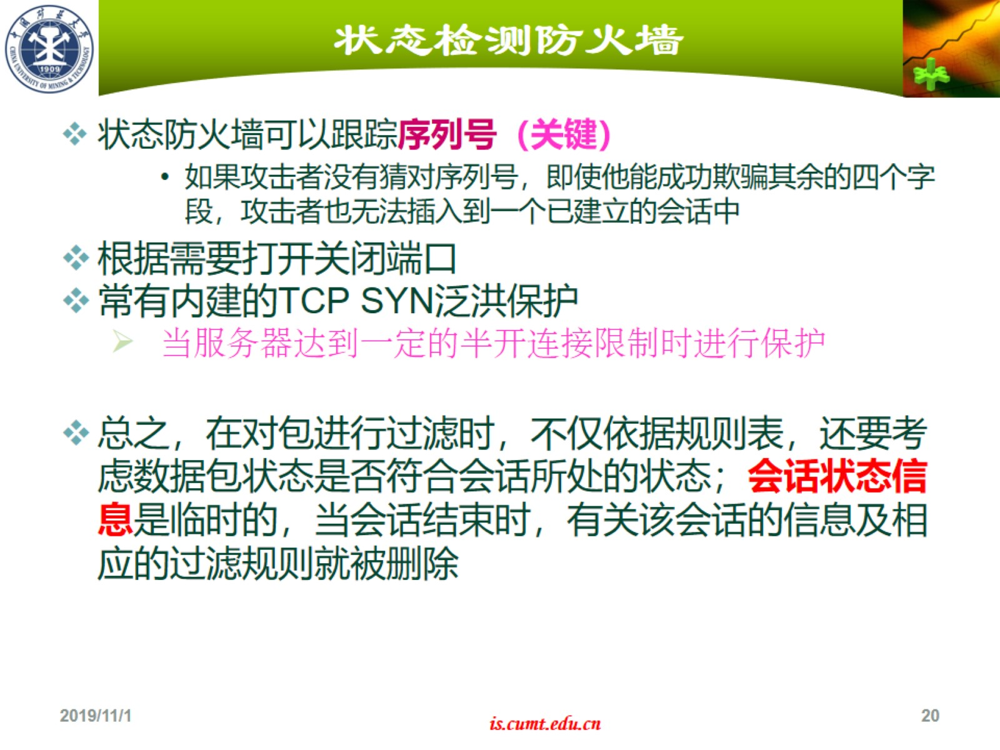 中国矿业大学
CHINA UNIVERSITY OF MINING & TECHNOLOGY
1909
状态检测防火墙
状态防火墙可以跟踪序列号（关键）
• 如果攻击者没有猜对序列号，即使他能成功欺骗其余的四个字
段，攻击者也无法插入到一个已建立的会话中
根据需要打开关闭端口
常有内建的TCP SYN泛洪保护
当服务器达到一定的半开连接限制时进行保护
总之，在对包进行过滤时，不仅依据规则表，还要考
虑数据包状态是否符合会话所处的状态；会话状态信
息是临时的，当会话结束时，有关该会话的信息及相
应的过滤规则就被删除
2019/11/1
is.cumt.edu.cn
20